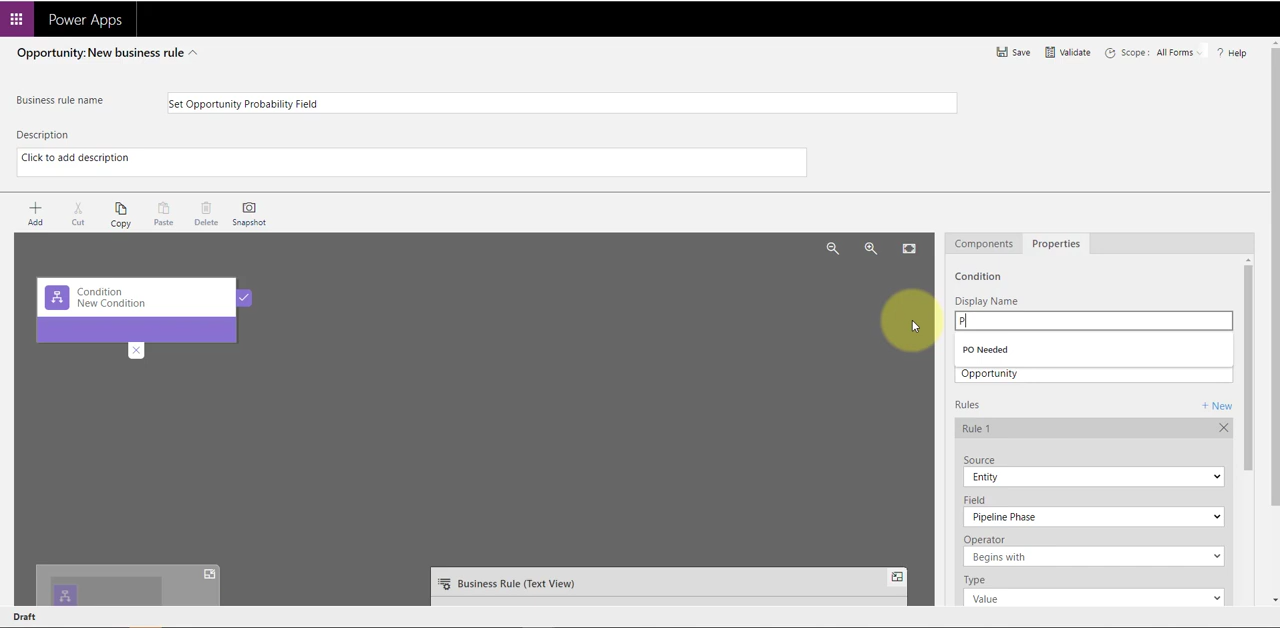 Power Apps
Opportunity: New business rule
Save
Validate
Scope :
All Forms
? Help
Business rule name
Set Opportunity Probability Field
Description
Click to add description
Add
Cut
Copy
Paste
Delete
Snapshot
Components
Properties
Condition
New Condition
Condition
Display Name
P
PO Needed
Opportunity
Rules
+ New
Rule 1
Source
Entity
Field
Pipeline Phase
Operator
Begins with
Type
Value
Business Rule (Text View)
Draft